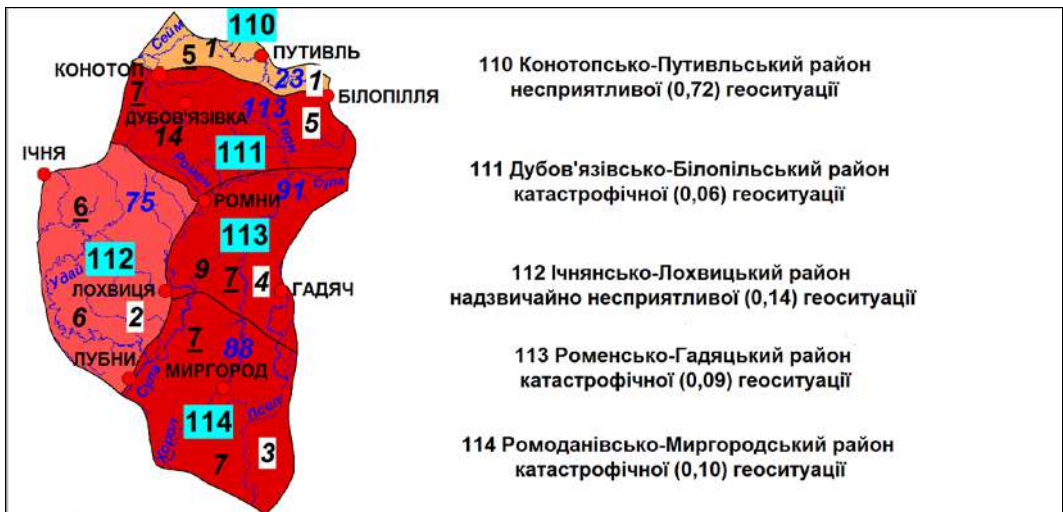 110
Сейм
1
5
ПУТИВЛЬ
КОНОТОП
23
1
7
БІЛОПІЛЛЯ
ДУБОВ'ЯЗІВКА
113
5
14
Терн
ІЧНЯ
111
Ромен
Сула
75
91
РОМНИ
6
113
112
Удай
9
7
4
ЛОХВИЦЯ
ГАДЯЧ
6
2
7
88
ЛУБНИ
Сула
МИРГОРОД
Псел
114
Хорол
7
3
110 Конотопсько-Путивльський район
несприятливої (0,72) геоситуації
111 Дубов'язівсько-Білопільський район
катастрофічної (0,06) геоситуації
112 Ічнянсько-Лохвицький район
надзвичайно несприятливої (0,14) геоситуації
113 Роменсько-Гадяцький район
катастрофічної (0,09) геоситуації
114 Ромоданівсько-Миргородський район
катастрофічної (0,10) геоситуації